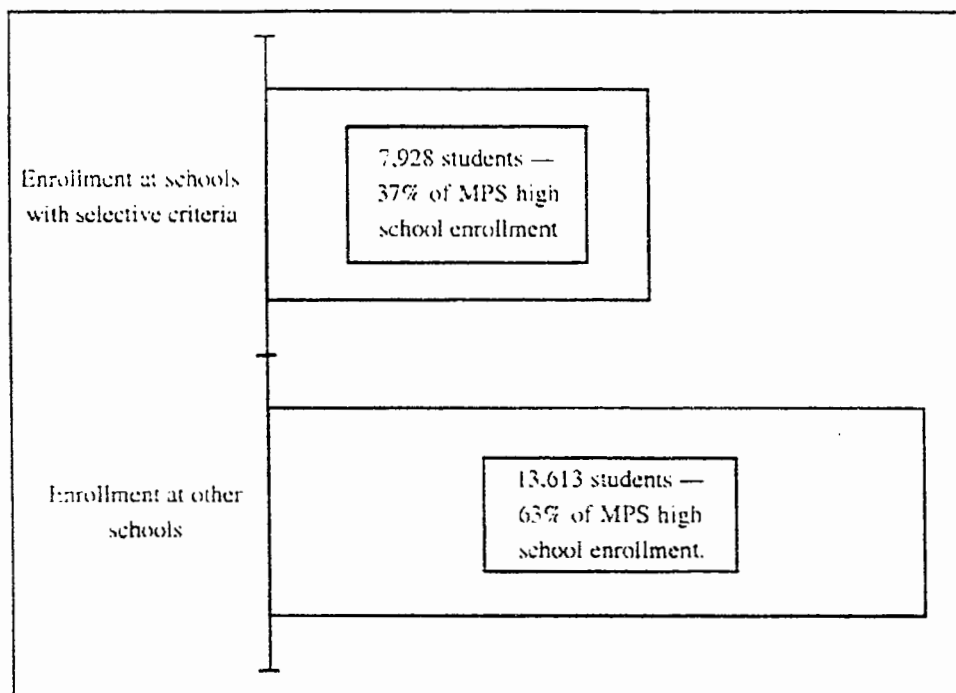 7,928 students —
37% of MPS high
school enrollment
Enrollment at schools
with selective criteria
13,613 students —
63% of MPS high
school enrollment.
Enrollment at other
schools